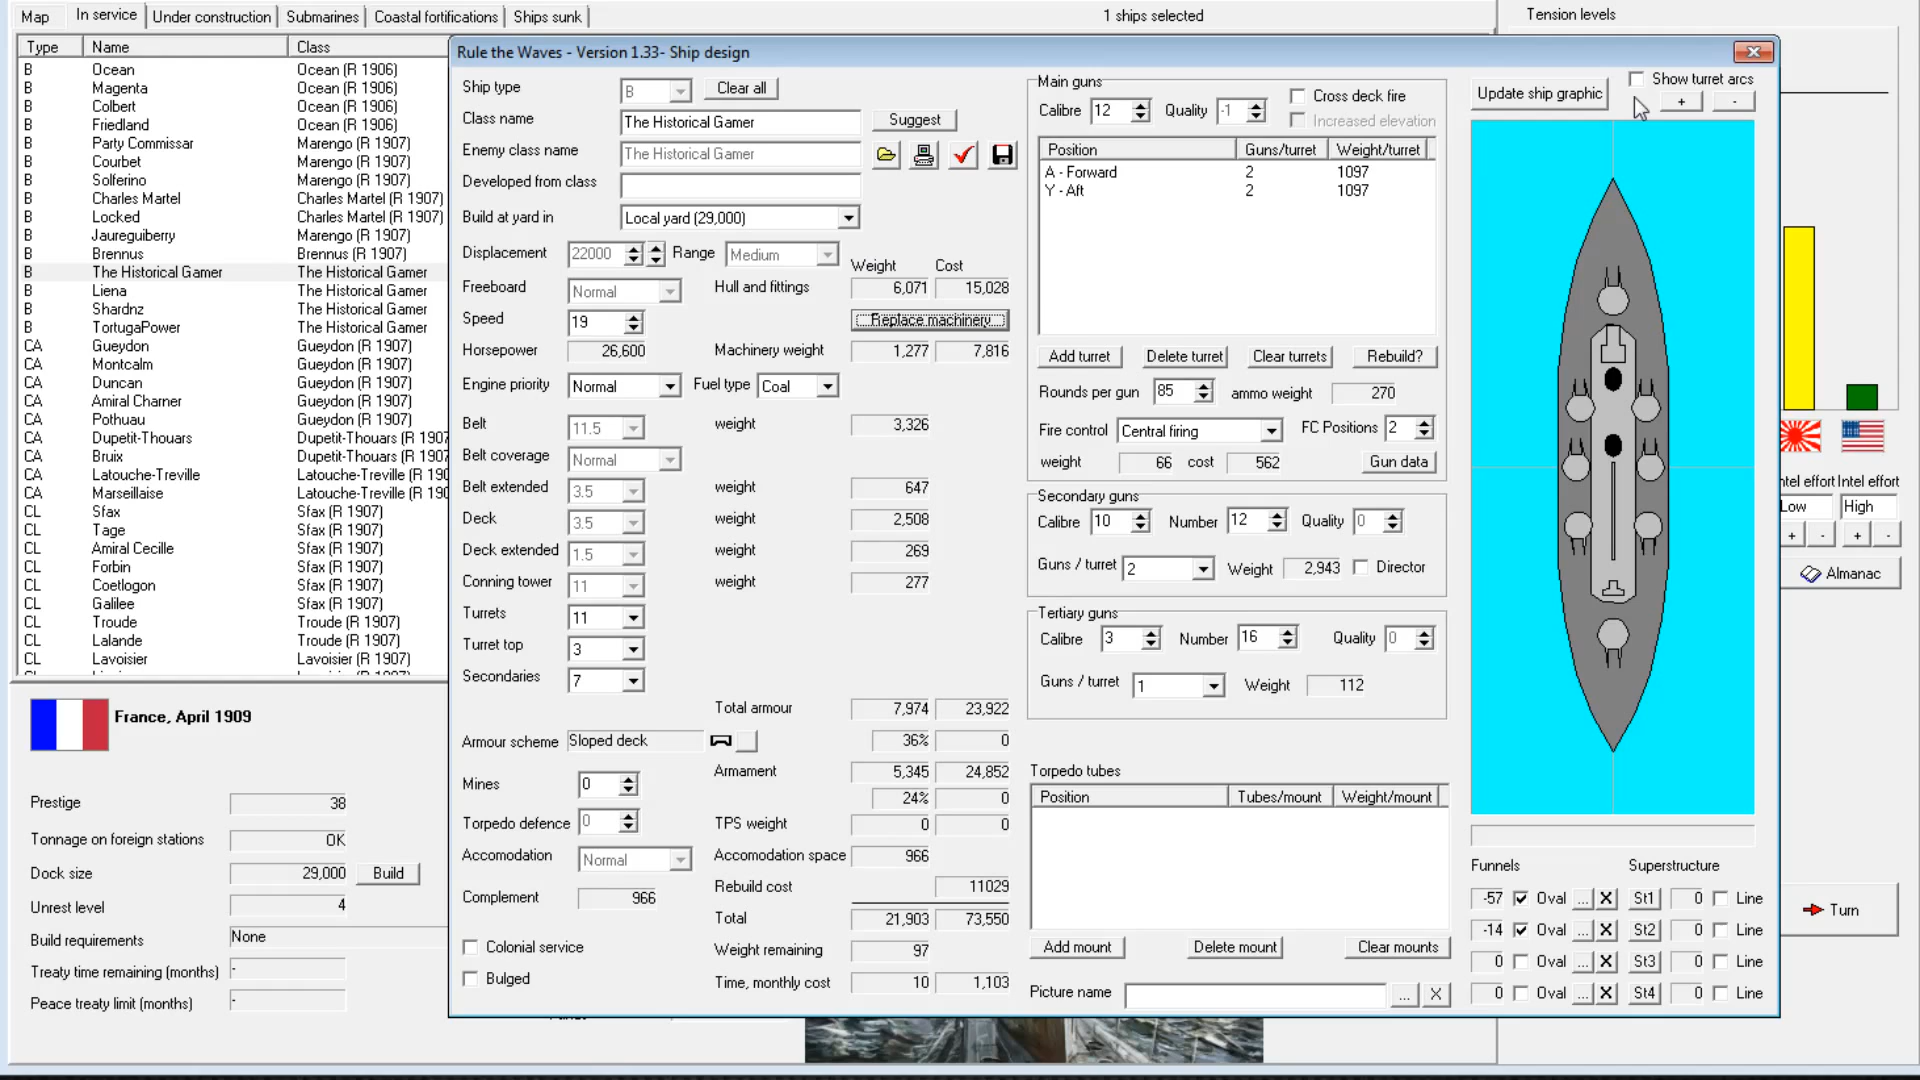 Map
In service
Under construction
Submarines
Coastal fortifications
Ships sunk
1 ships selected
Tension levels
Type Name Class
B Ocean Ocean (R 1906)
B Magenta Ocean (R 1906)
B Colbert Ocean (R 1906)
B Friedland Ocean (R 1906)
B Party Commissar Marengo (R 1907)
B Courbet Marengo (R 1907)
B Solferino Marengo (R 1907)
B Charles Martel Charles Martel (R 1907)
B Locked Charles Martel (R 1907)
B Jaureguiberry Marengo (R 1907)
B Brennus Brennus (R 1907)
B The Historical Gamer The Historical Gamer
B Liena The Historical Gamer
B Shardnz The Historical Gamer
B TortugaPower The Historical Gamer
CA Gueydon Gueydon (R 1907)
CA Montcalm Gueydon (R 1907)
CA Duncan Gueydon (R 1907)
CA Amiral Charner Gueydon (R 1907)
CA Pothuau Gueydon (R 1907)
CA Dupetit-Thouars Dupetit-Thouars (R 1907
CA Bruix Dupetit-Thouars (R 1907
CA Latouche-Treville Latouche-Treville (R 190
CA Marseillaise Latouche-Treville (R 190
CL Sfax Sfax (R 1907)
CL Tage Sfax (R 1907)
CL Amiral Cecille Sfax (R 1907)
CL Forbin Sfax (R 1907)
CL Coetlogon Sfax (R 1907)
CL Galilee Sfax (R 1907)
CL Troude Troude (R 1907)
CL Lalande Troude (R 1907)
CL Lavoisier Lavoisier (R 1907)
France, April 1909
Prestige 38
Tonnage on foreign stations OK
Dock size 29,000 Build
Unrest level 4
Build requirements None
Treaty time remaining (months) -
Peace treaty limit (months) -
Rule the Waves - Version 1.33- Ship design
Ship type B Clear all
Class name The Historical Gamer Suggest
Enemy class name The Historical Gamer
Developed from class
Build at yard in Local yard (29,000)
Displacement 22000 Range Medium
Weight Cost
Freeboard Normal Hull and fittings 6,071 15,028
Speed 19 Replace machinery
Horsepower 26,600 Machinery weight 1,277 7,816
Engine priority Normal Fuel type Coal
Belt 11.5 weight 3,326
Belt coverage Normal
Belt extended 3.5 weight 647
Deck 3.5 weight 2,508
Deck extended 1.5 weight 269
Conning tower 11 weight 277
Turrets 11
Turret top 3
Secondaries 7
Total armour 7,974 23,922
Armour scheme Sloped deck 36% 0
Mines 0 Armament 5,345 24,852
24% 0
Torpedo defence 0 TPS weight 0 0
Accomodation Normal Accomodation space 966
Rebuild cost 11029
Complement 966
Total 21,903 73,550
Colonial service Weight remaining 97
Bulged Time, monthly cost 10 1,103
Main guns
Calibre 12 Quality -1 Cross deck fire
Increased elevation
Position Guns/turret Weight/turret
A - Forward 2 1097
Y - Aft 2 1097
Add turret Delete turret Clear turrets Rebuild?
Rounds per gun 85 ammo weight 270
Fire control Central firing FC Positions 2
weight 66 cost 562 Gun data
Secondary guns
Calibre 10 Number 12 Quality 0
Guns / turret 2 Weight 2,943 Director
Tertiary guns
Calibre 3 Number 16 Quality 0
Guns / turret 1 Weight 112
Torpedo tubes
Position Tubes/mount Weight/mount
Add mount Delete mount Clear mounts
Picture name ... X
Update ship graphic Show turret arcs
+ -
Funnels Superstructure
-57 Oval ... X St1 0 Line
-14 Oval ... X St2 0 Line
0 Oval ... X St3 0 Line
0 Oval ... X St4 0 Line
ntel effort Intel effort
Low High
+ - + -
Almanac
Turn